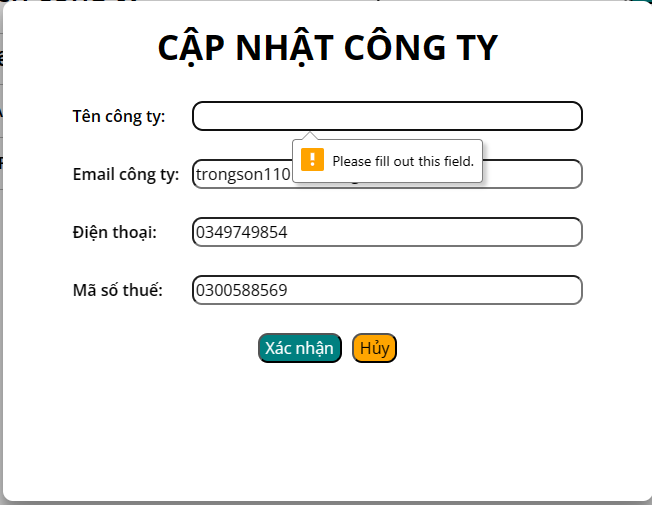 CẬP NHẬT CÔNG TY
Tên công ty:
Please fill out this field.
Email công ty: trongson110
Điện thoại: 0349749854
Mã số thuế: 0300588569
Xác nhận Hủy